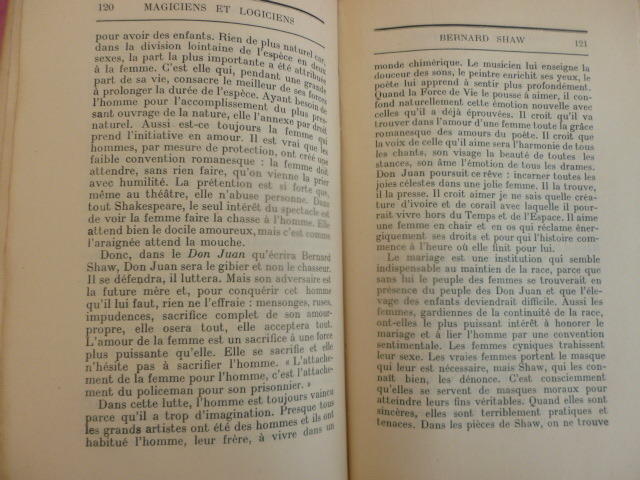 120 MAGICIENS ET LOGICIENS
pour avoir des enfants. Rien de plus naturel car,
dans la division lointaine de l'espèce en deux
sexes, la part la plus importante a été attribuée
à la femme. C'est elle qui, pendant une grande
part de sa vie, consacre le meilleur de ses forces
à prolonger la durée de l'espèce. Ayant besoin de
l'homme pour l'accomplissement du plus pres-
sant ouvrage de la nature, elle l'annexe par droit
naturel. Aussi est-ce toujours la femme qui
prend l'initiative en amour. Il est vrai que les
hommes, par mesure de protection, ont créé une
faible convention romanesque : la femme doit
attendre, sans rien faire, qu'on vienne la prier
avec humilité. La prétention est si forte que,
même au théâtre, elle n'abuse personne. Dans
tout Shakespeare, le seul intérêt du spectacle est
de voir la femme faire la chasse à l'homme. Elle
attend bien le docile amoureux, mais c'est comme
l'araignée attend la mouche.
Donc, dans le Don Juan qu'écrira Bernard
Shaw, Don Juan sera le gibier et non le chasseur.
Il se défendra, il luttera. Mais son adversaire est
la future mère et, pour conquérir cet homme
qu'il lui faut, rien ne l'effraie : mensonges, ruses,
impudences, sacrifice complet de son amour-
propre, elle osera tout, elle acceptera tout.
L'amour de la femme est un sacrifice à une force
plus puissante qu'elle. Elle se sacrifie et elle
n'hésite pas à sacrifier l'homme. « L'attache-
ment de la femme pour l'homme, c'est l'attache-
ment du policeman pour son prisonnier. »
Dans cette lutte, l'homme est toujours vaincu
parce qu'il a trop d'imagination. Presque tous
les grands artistes ont été des hommes et ils ont
habitué l'homme, leur frère, à vivre dans un
BERNARD SHAW 121
monde chimérique. Le musicien lui enseigna la
douceur des sons, le peintre enrichit ses yeux, le
poète lui apprend à sentir plus profondément.
Quand la Force de Vie le pousse à aimer, il con-
fond naturellement cette émotion nouvelle avec
celles qu'il a déjà éprouvées. Il croit qu'il va
trouver dans l'amour d'une femme toute la grâce
romanesque des amours du poète. Il croit que
la voix de celle qu'il aime sera l'harmonie de tous
les chants, son visage la beauté de toutes les
stances, son âme l'émotion de tous les drames.
Don Juan poursuit ce rêve : incarner toutes les
joies célestes dans une jolie femme. Il la trouve,
il la presse. Il croit aimer je ne sais quelle créa-
ture d'ivoire et de corail avec laquelle il pour-
rait vivre hors du Temps et de l'Espace. Il aime
une femme en chair et en os qui réclame éner-
giquement ses droits et pour qui l'histoire com-
mence à l'heure où elle finit pour lui.
Le mariage est une institution qui semble
indispensable au maintien de la race, parce que
sans lui le peuple des femmes se trouverait en
présence du peuple des Don Juan et que l'éle-
vage des enfants deviendrait difficile. Aussi les
femmes, gardiennes de la continuité de la race,
ont-elles le plus puissant intérêt à honorer le
mariage et à lier l'homme par une convention
sentimentale. Les femmes cyniques trahissent
leur sexe. Les vraies femmes portent le masque
qui leur est nécessaire, mais Shaw, qui les con-
naît bien, les dénonce. C'est consciemment
qu'elles se servent de masques moraux pour
atteindre leurs fins véritables. Quand elles sont
sincères, elles sont terriblement pratiques et
tenaces. Dans les pièces de Shaw, on ne trouve